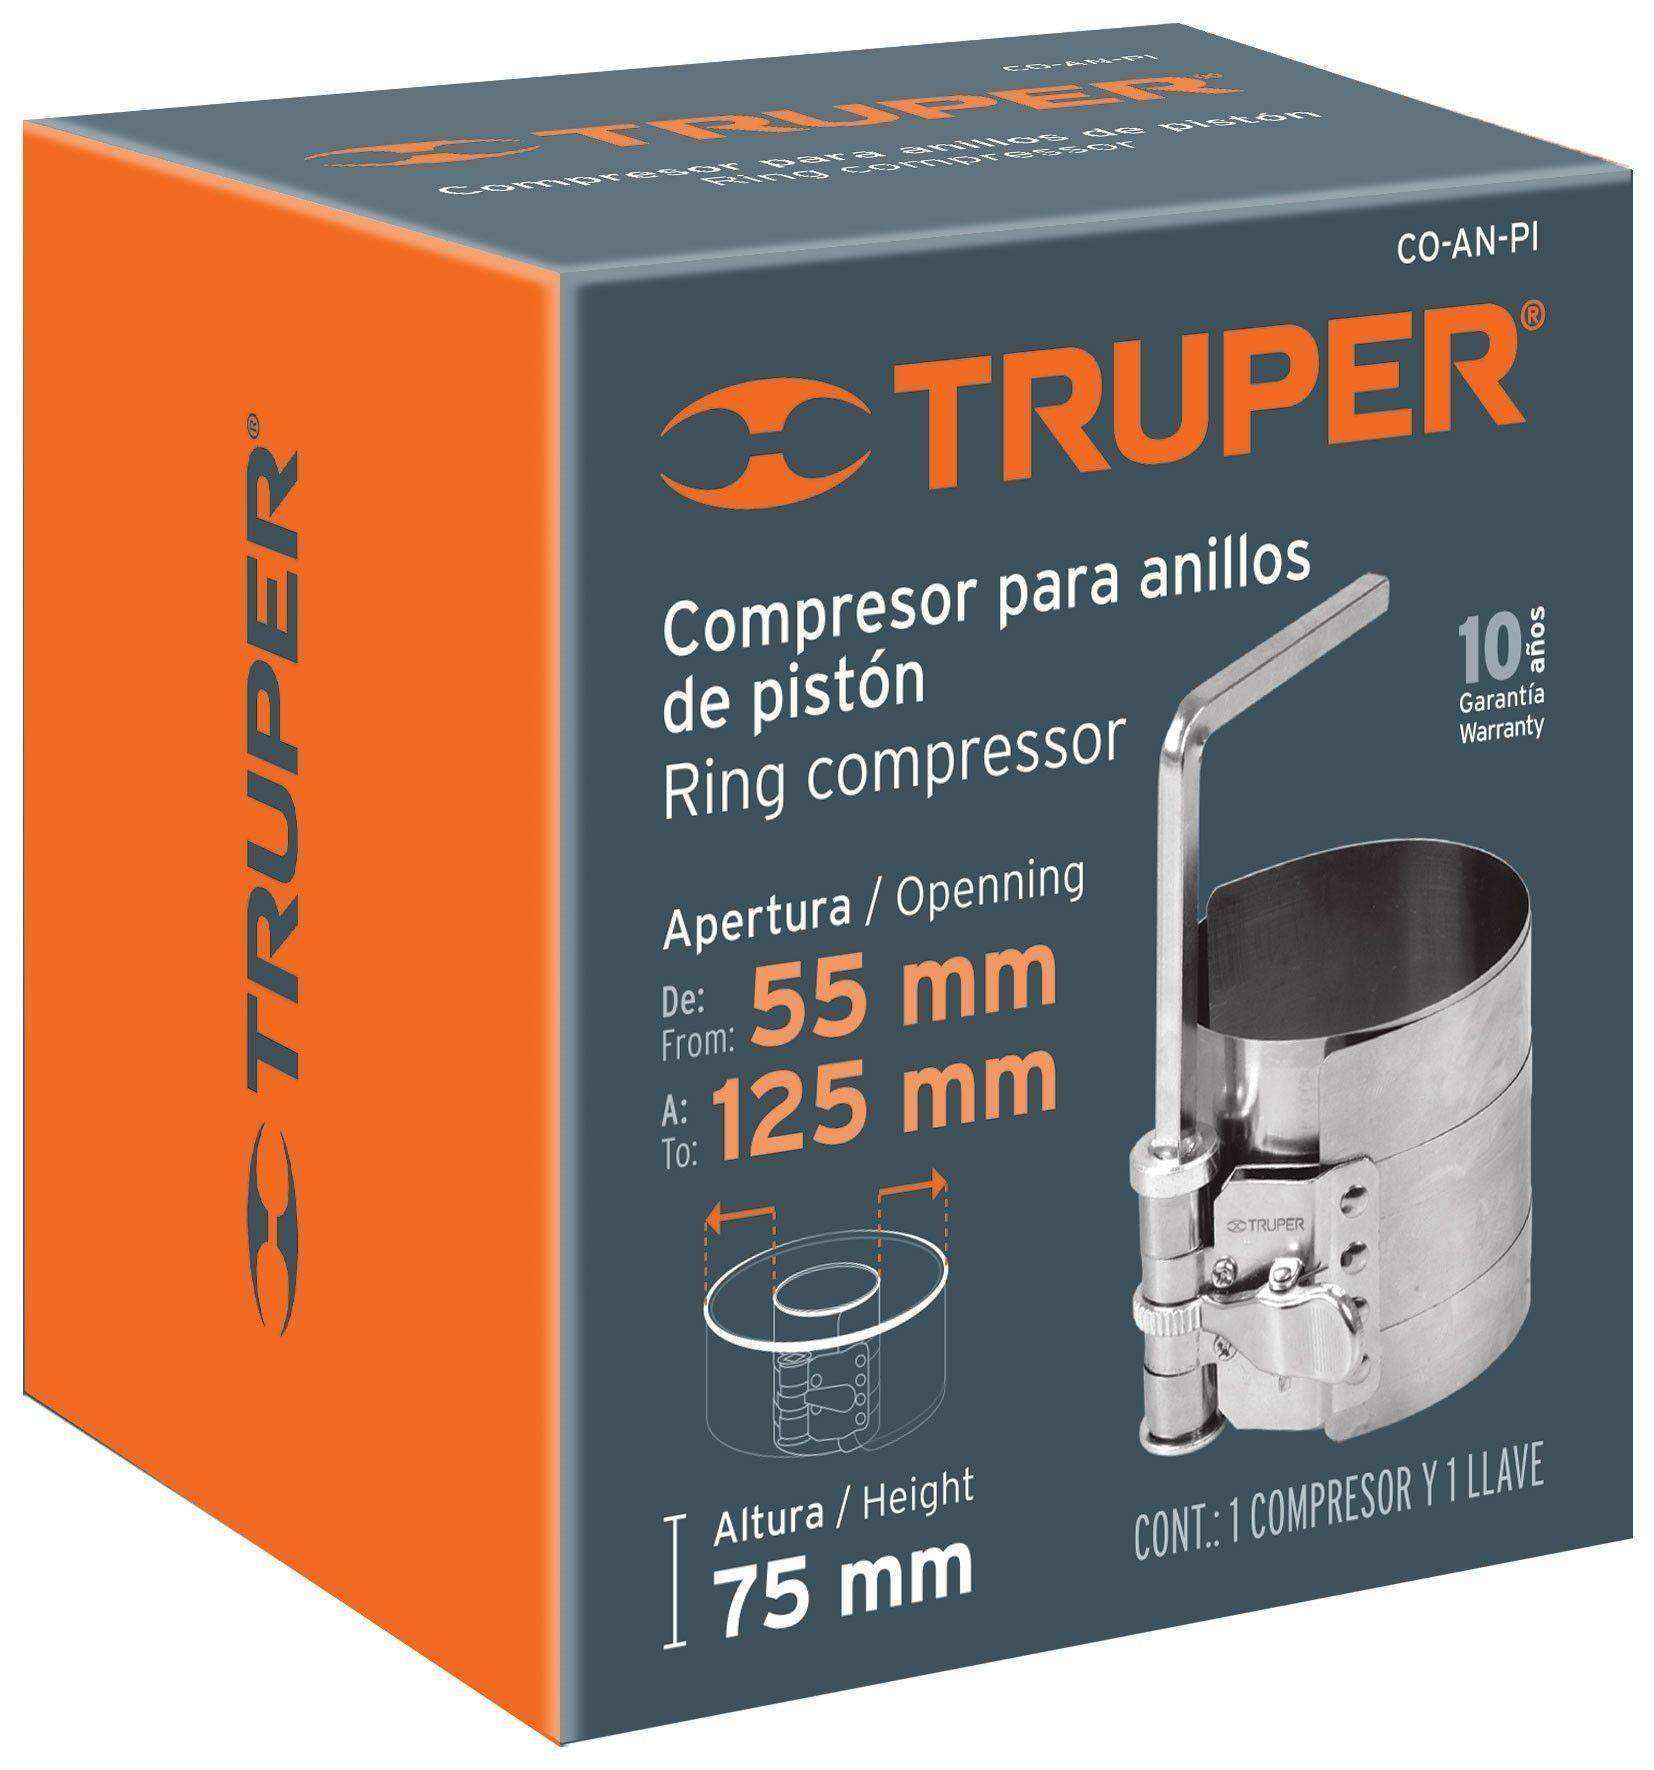 CO-AN-PI
TRUPER®
Compresor para anillos de pistón
Ring compressor
TRUPER®
CO-AN-PI
TRUPER®
Compresor para anillos
de pistón
Ring compressor
10 años
Garantía
Warranty
Apertura / Openning
De:
From: 55 mm
A:
To: 125 mm
TRUPER
Altura / Height
75 mm
CONT.: 1 COMPRESOR Y 1 LLAVE